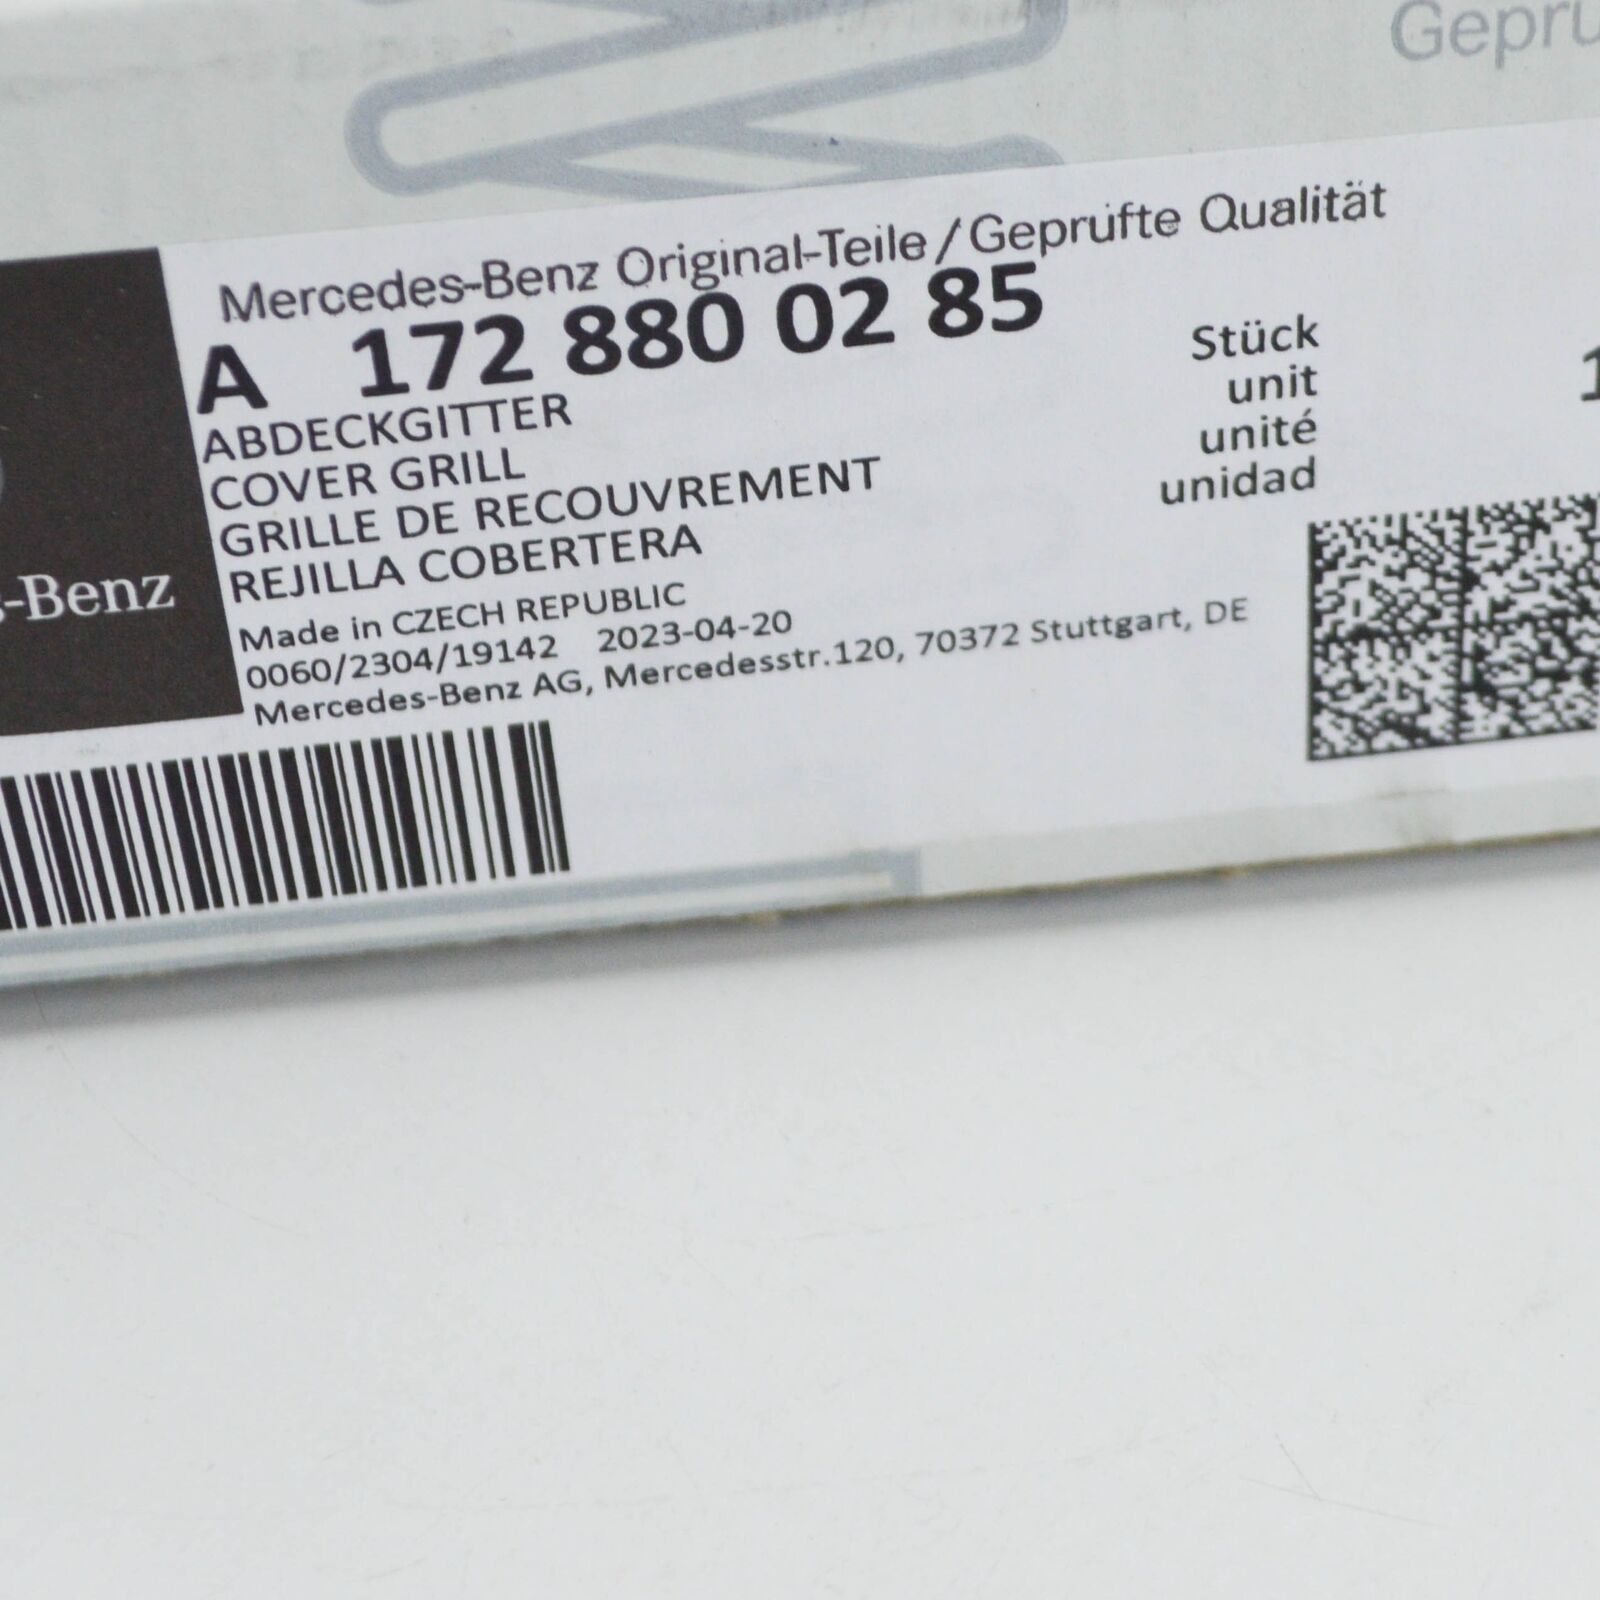 Geprü
Mercedes-Benz Original-Teile/Geprüfte Qualität
A 172 880 02 85
ABDECKGITTER
COVER GRILL
GRILLE DE RECOUVREMENT
REJILLA COBERTERA
Made in CZECH REPUBLIC
0060/2304/19142 2023-04-20
Mercedes-Benz AG, Mercedesstr.120, 70372 Stuttgart, DE
Stück 1
unit
unité
unidad
s-Benz